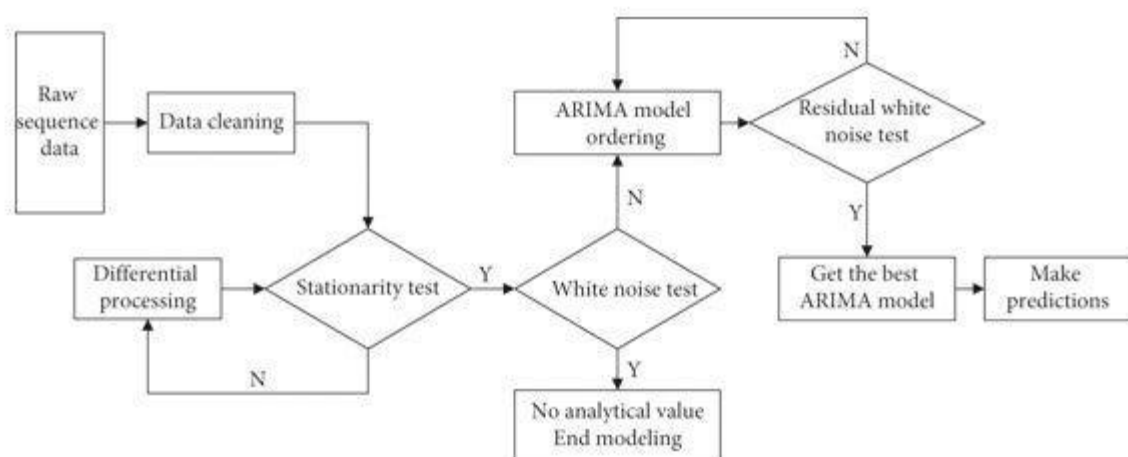 Raw
sequence
data
Data cleaning
Differential
processing
Stationarity test
N
Y
White noise test
Y
No analytical value
End modeling
N
ARIMA model
ordering
Residual white
noise test
N
Y
Get the best
ARIMA model
Make
predictions